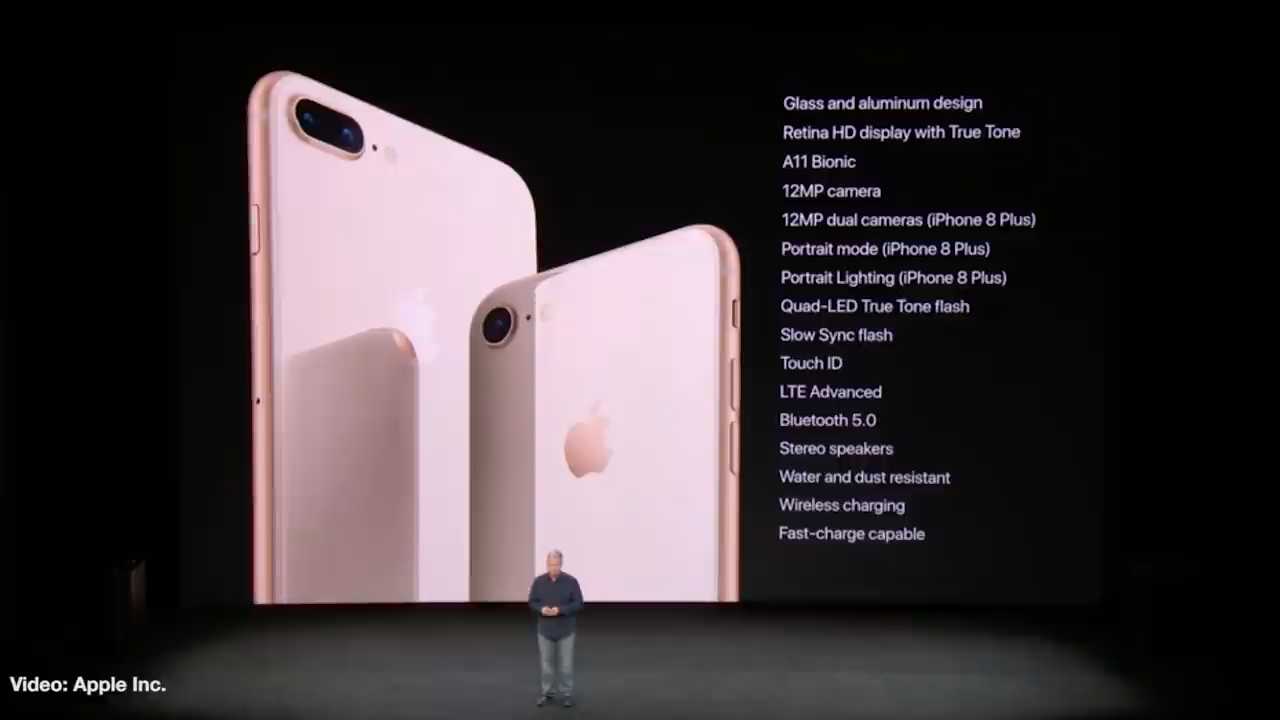 Glass and aluminum design
Retina HD display with True Tone
A11 Bionic
12MP camera
12MP dual cameras (iPhone 8 Plus)
Portrait mode (iPhone 8 Plus)
Portrait Lighting (iPhone 8 Plus)
Quad-LED True Tone flash
Slow Sync flash
Touch ID
LTE Advanced
Bluetooth 5.0
Stereo speakers
Water and dust resistant
Wireless charging
Fast-charge capable
Video: Apple Inc.